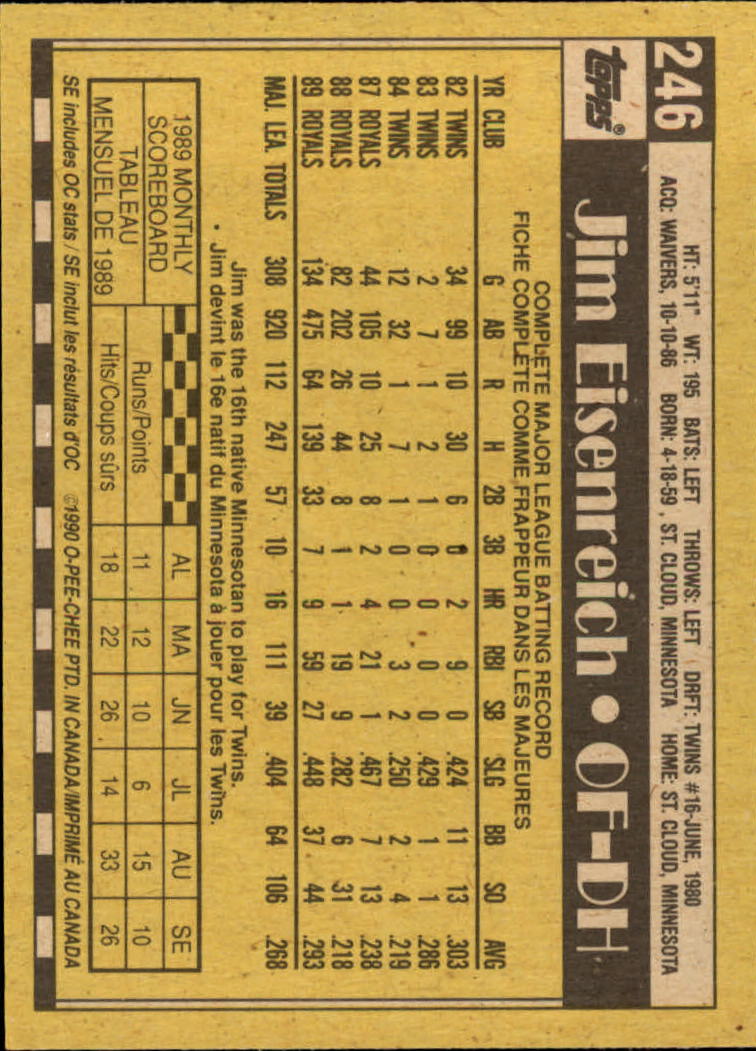 246
HT: 5'11" WT: 195 BATS: LEFT THROWS: LEFT DRFT: TWINS #16-JUNE, 1980
ACQ: WAIVERS, 10-10-86 BORN: 4-18-59, ST. CLOUD, MINNESOTA HOME: ST. CLOUD, MINNESOTA
TOPPS®
Jim Eisenreich • OF-DH
COMPLETE MAJOR LEAGUE BATTING RECORD
FICHE COMPLÈTE COMME FRAPPEUR DANS LES MAJEURES
YR CLUB G AB R H 2B 3B HR RBI SB SLG BB SO AVG
82 TWINS 34 99 10 30 6 0 2 9 0 .424 11 13 .303
83 TWINS 2 7 1 2 1 0 0 0 0 .429 1 1 .286
84 TWINS 12 32 1 7 1 0 0 3 2 .250 2 4 .219
87 ROYALS 44 105 10 25 8 2 4 21 1 .467 7 13 .238
88 ROYALS 82 202 26 44 8 1 1 19 9 .282 6 31 .218
89 ROYALS 134 475 64 139 33 7 9 59 27 .448 37 44 .293
MAJ. LEA. TOTALS 308 920 112 247 57 10 16 111 39 .404 64 106 .268
Jim was the 16th native Minnesotan to play for Twins.
• Jim devint le 16e natif du Minnesota à jouer pour les Twins.
1989 MONTHLY
SCOREBOARD
TABLEAU
MENSUEL DE 1989
AL MA JN JL AU SE
Runs/Points 11 12 10 6 15 10
Hits/Coups sûrs 18 22 26 14 33 26
SE includes OC stats / SE inclut les résultats d'OC ©1990 O-PEE-CHEE PTD. IN CANADA/IMPRIMÉ AU CANADA